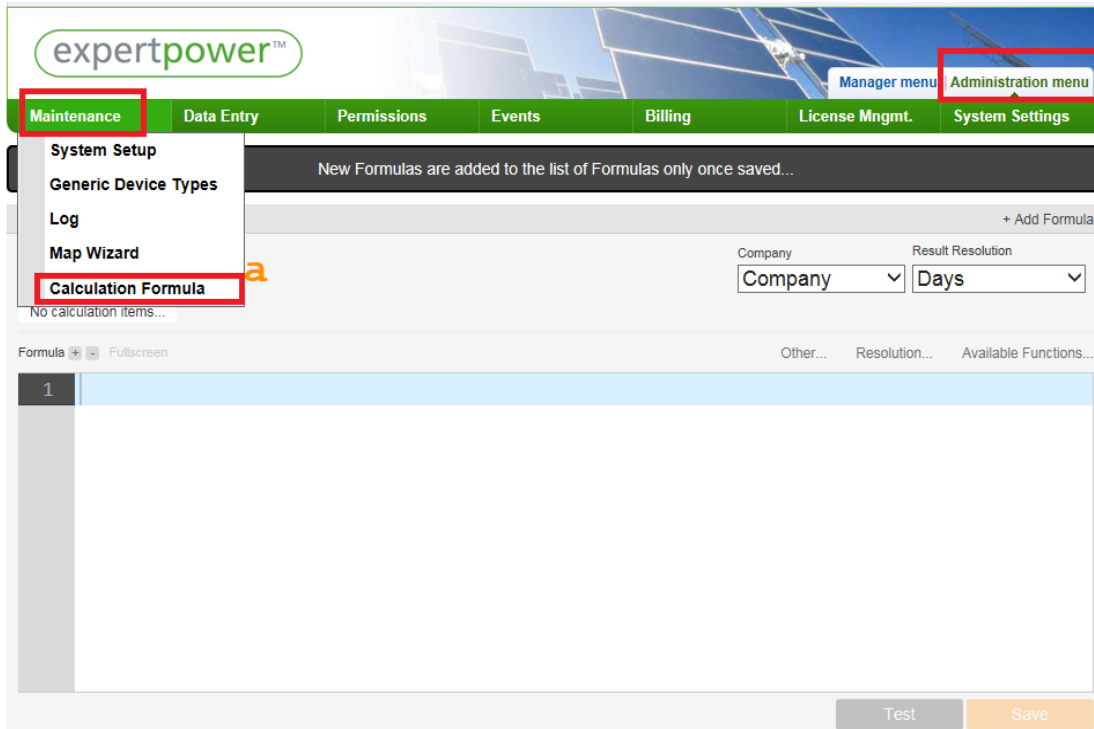 expertpower™
Manager menu Administration menu
Maintenance Data Entry Permissions Events Billing License Mngmt. System Settings
System Setup
Generic Device Types
Log
Map Wizard
Calculation Formula
New Formulas are added to the list of Formulas only once saved...
+ Add Formula
a
Company Result Resolution
Company Days
No calculation items...
Formula + - Fullscreen Other... Resolution... Available Functions...
1
Test Save